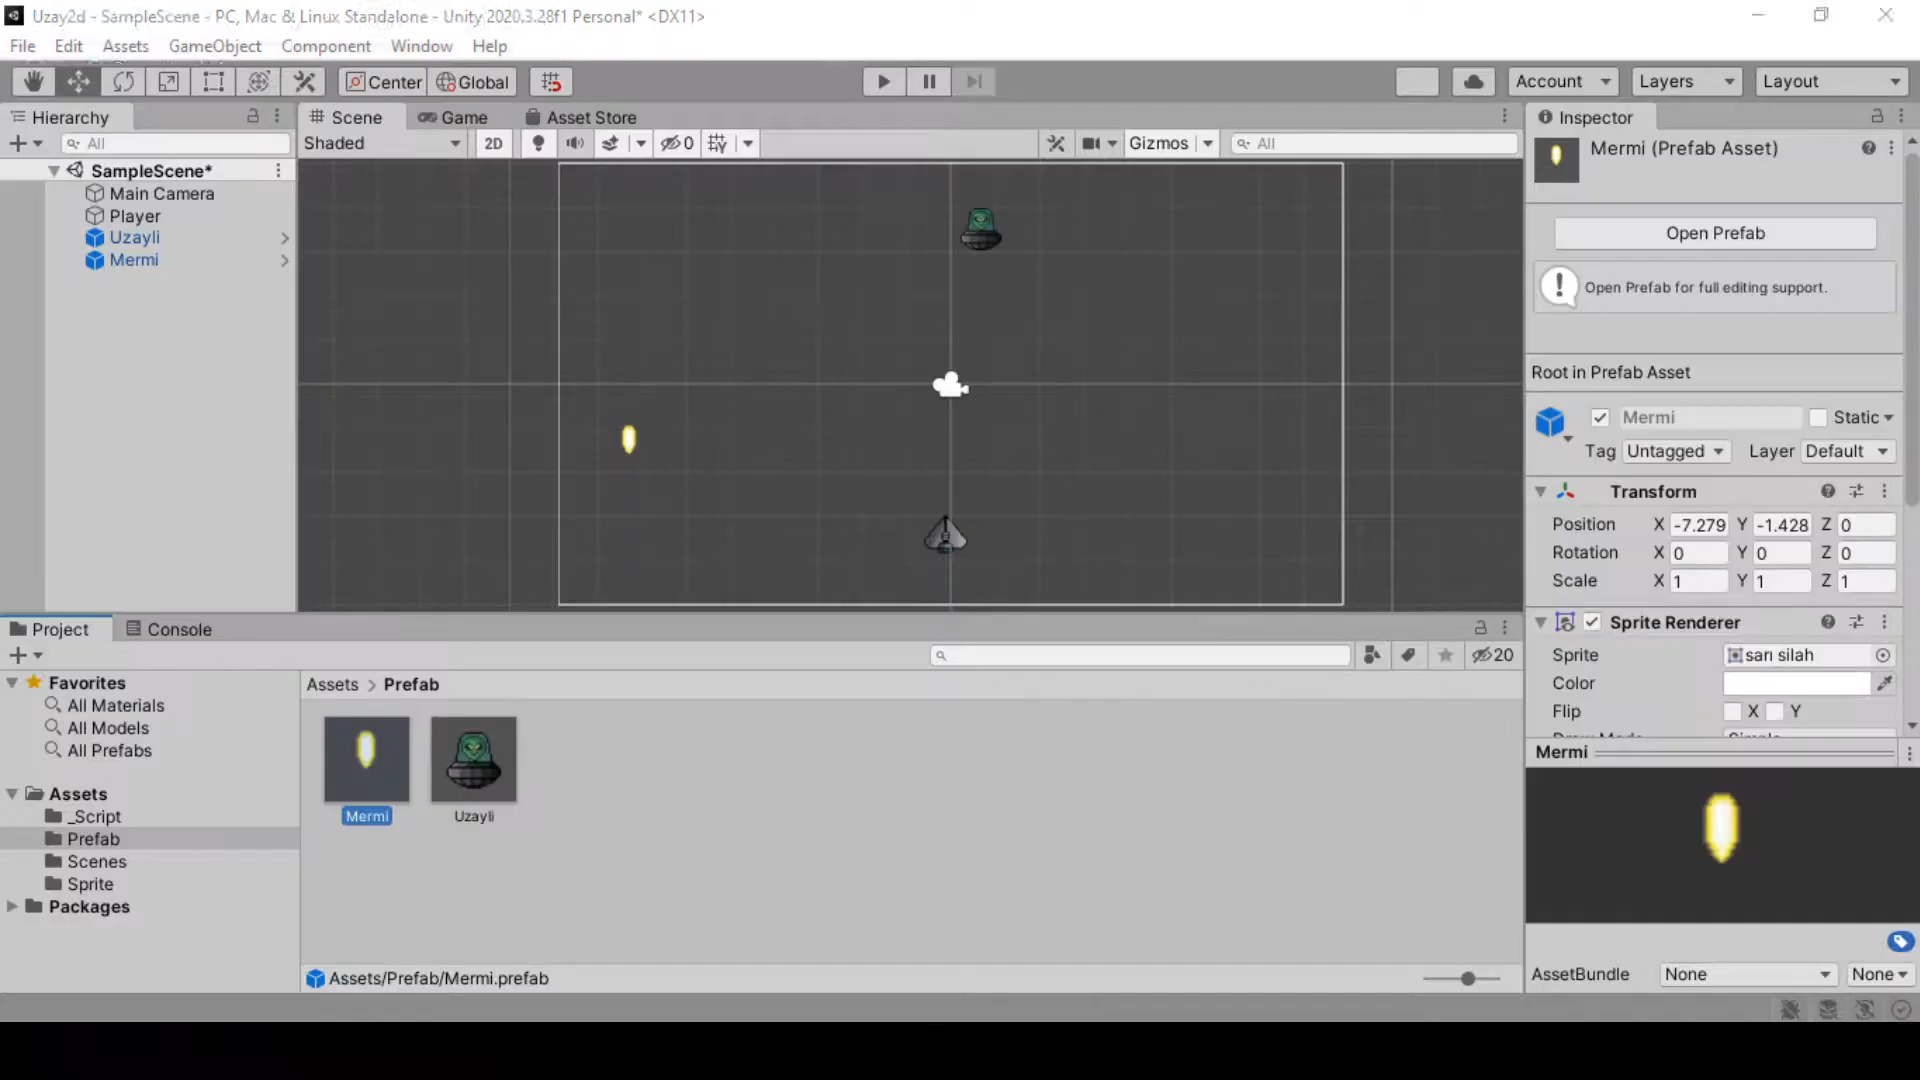 Uzay2d - SampleScene - PC, Mac & Linux Standalone - Unity 2020.3.28f1 Personal* <DX11>
File Edit Assets GameObject Component Window Help
Center Global Account Layers Layout
Hierarchy
All
SampleScene*
Main Camera
Player
Uzayli
Mermi
Scene Game Asset Store
Shaded 2D 0 Gizmos All
Inspector
Mermi (Prefab Asset)
Open Prefab
Open Prefab for full editing support.
Root in Prefab Asset
Mermi Static
Tag Untagged Layer Default
Transform
Position X -7.279 Y -1.428 Z 0
Rotation X 0 Y 0 Z 0
Scale X 1 Y 1 Z 1
Sprite Renderer
Sprite sarı silah
Color
Flip X Y
Draw Mode Simple
Mermi
AssetBundle None None
Project Console
20
Favorites
All Materials
All Models
All Prefabs
Assets
_Script
Prefab
Scenes
Sprite
Packages
Assets > Prefab
Mermi Uzayli
Assets/Prefab/Mermi.prefab